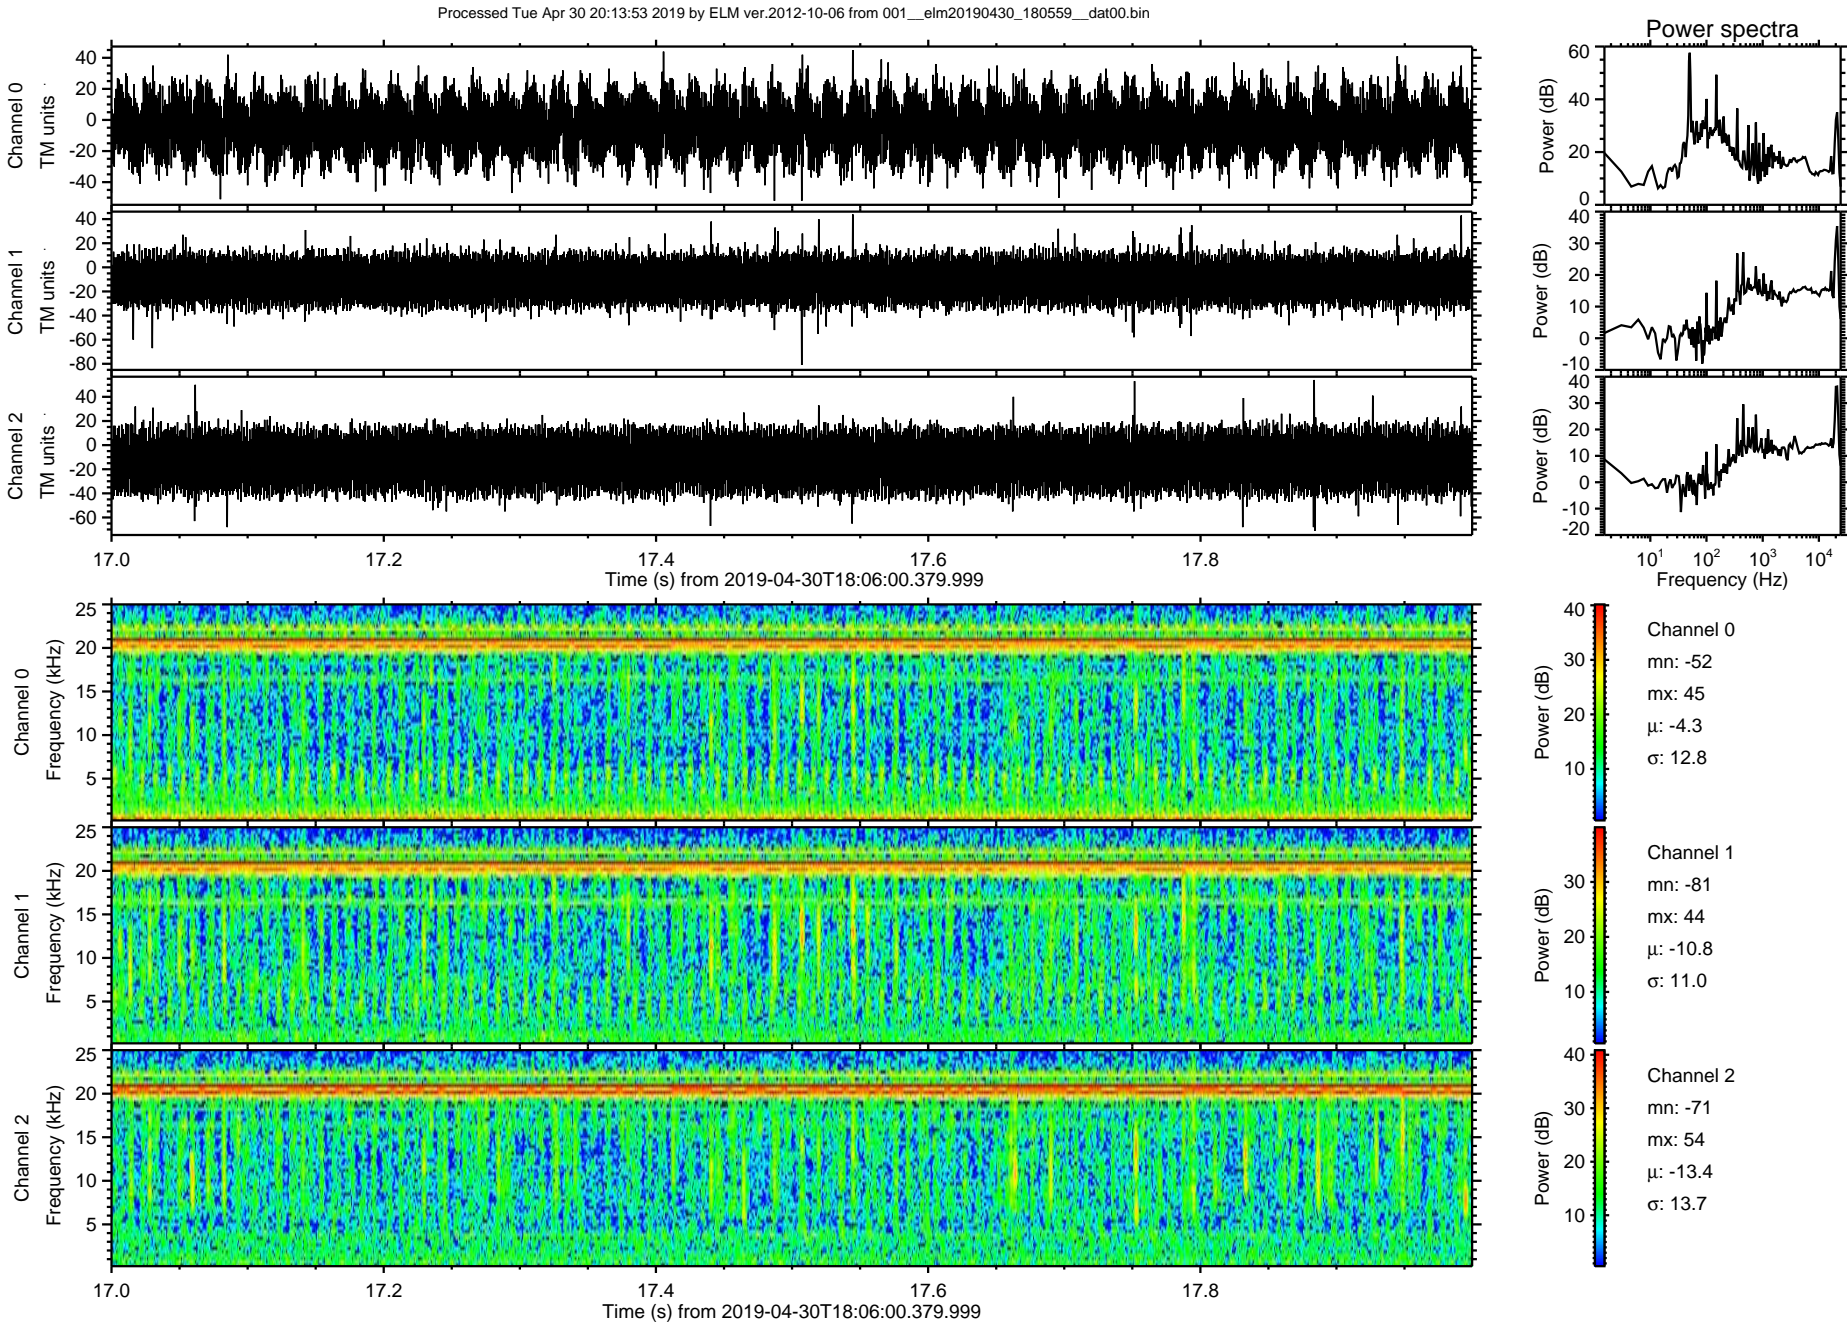 Processed Tue Apr 30 20:13:53 2019 by ELM ver.2012-10-06 from 001__elm20190430_180559__dat00.bin
Power spectra
Channel 0
TM units
40
20
0
-20
-40
Power (dB)
60
40
20
0
Channel 1
TM units
40
20
0
-20
-40
-60
-80
Power (dB)
40
30
20
10
0
-10
Channel 2
TM units
40
20
0
-20
-40
-60
Power (dB)
40
30
20
10
0
-10
-20
17.0 17.2 17.4 17.6 17.8
Time (s) from 2019-04-30T18:06:00.379.999
10¹ 10² 10³ 10⁴
Frequency (Hz)
Channel 0
Frequency (kHz)
25
20
15
10
5
Power (dB)
40
30
20
10
Channel 0
mn: -52
mx: 45
μ: -4.3
σ: 12.8
Channel 1
Frequency (kHz)
25
20
15
10
5
Power (dB)
30
20
10
Channel 1
mn: -81
mx: 44
μ: -10.8
σ: 11.0
Channel 2
Frequency (kHz)
25
20
15
10
5
Power (dB)
40
30
20
10
Channel 2
mn: -71
mx: 54
μ: -13.4
σ: 13.7
17.0 17.2 17.4 17.6 17.8
Time (s) from 2019-04-30T18:06:00.379.999